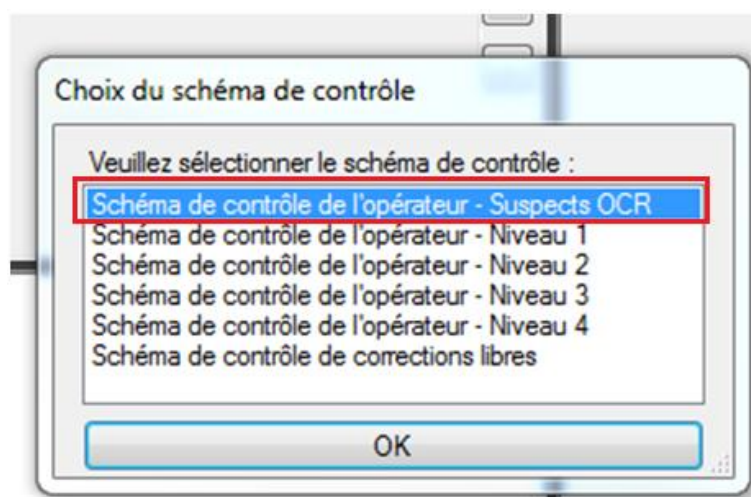 Choix du schéma de contrôle
Veuillez sélectionner le schéma de contrôle :
Schéma de contrôle de l'opérateur - Suspects OCR
Schéma de contrôle de l'opérateur - Niveau 1
Schéma de contrôle de l'opérateur - Niveau 2
Schéma de contrôle de l'opérateur - Niveau 3
Schéma de contrôle de l'opérateur - Niveau 4
Schéma de contrôle de corrections libres
OK